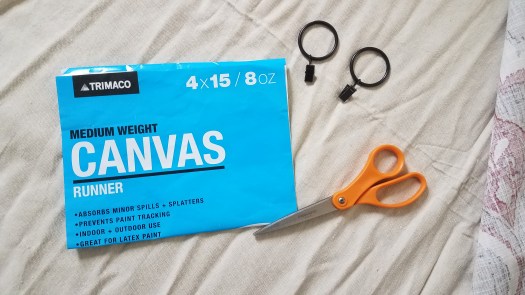 TRIMACO
4x15 / 8oz
MEDIUM WEIGHT
CANVAS
RUNNER
•ABSORBS MINOR SPILLS + SPLATTERS
•PREVENTS PAINT TRACKING
•INDOOR + OUTDOOR USE
•GREAT FOR LATEX PAINT